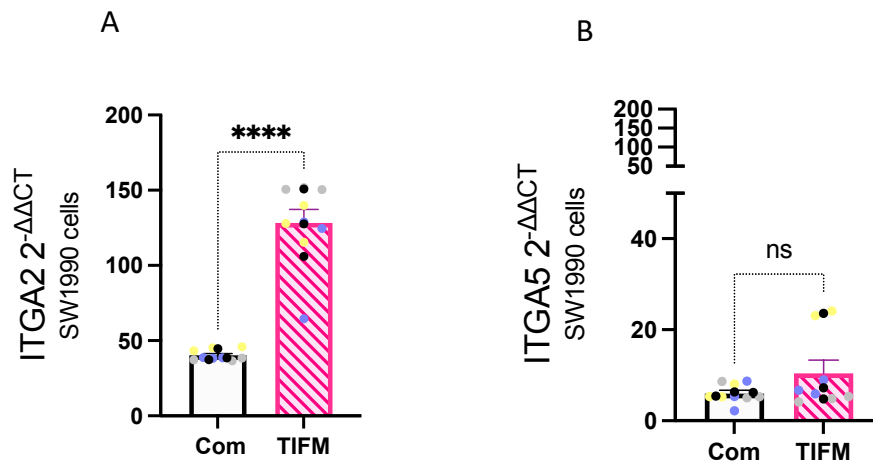 A
ITGA2 2-ΔΔCT
SW1990 cells
200
150
100
50
0
****
Com
TIFM
B
ITGA5 2-ΔΔCT
SW1990 cells
200
150
100
50
40
20
0
ns
Com
TIFM